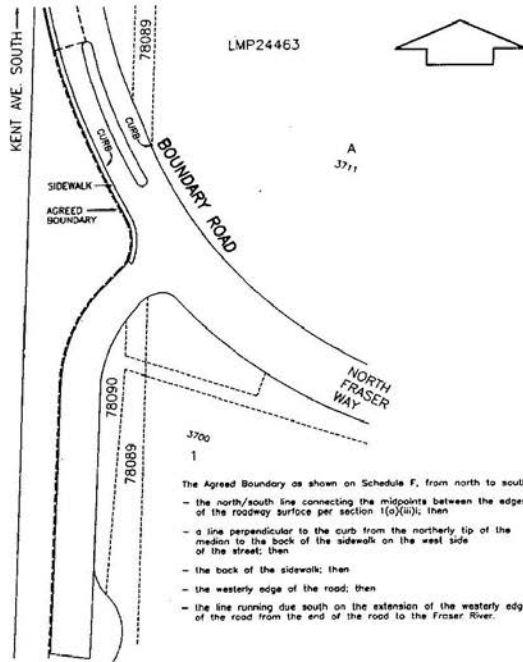 LMP24463
KENT AVE. SOUTH
78089
CURB
CURB
BOUNDARY ROAD
A
3711
SIDEWALK
AGREED
BOUNDARY
NORTH
FRASER
WAY
78090
78089
3700
1
The Agreed Boundary as shown on Schedule F, from north to south
- the north/south line connecting the midpoints between the edges
of the roadway surface per section 1(a)(iii)i; then
- a line perpendicular to the curb from the northerly tip of the
median to the back of the sidewalk on the west side
of the street; then
- the back of the sidewalk; then
- the westerly edge of the road; then
- the line running due south on the extension of the westerly edge
of the road from the end of the road to the Fraser River.